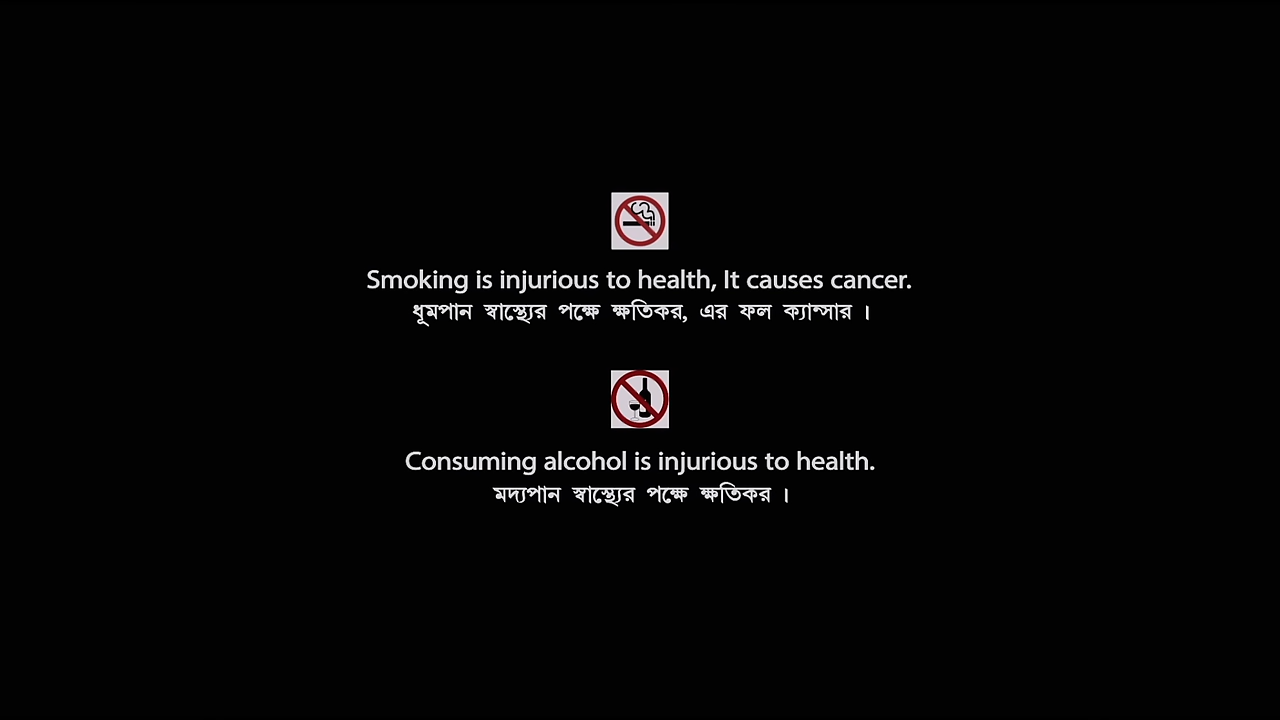 Smoking is injurious to health, It causes cancer.
ধূমপান স্বাস্থ্যের পক্ষে ক্ষতিকর, এর ফল ক্যান্সার ।
Consuming alcohol is injurious to health.
মদ্যপান স্বাস্থ্যের পক্ষে ক্ষতিকর ।